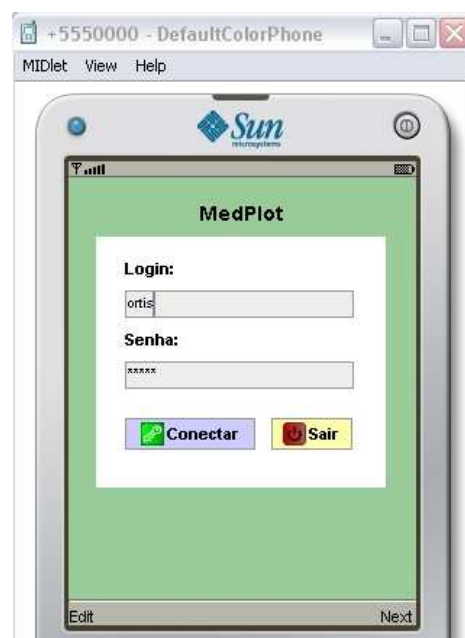 +5550000 - DefaultColorPhone
MIDlet View Help
Sun
microsystems
MedPlot
Login:
ortis
Senha:
*****
Conectar Sair
Edit Next